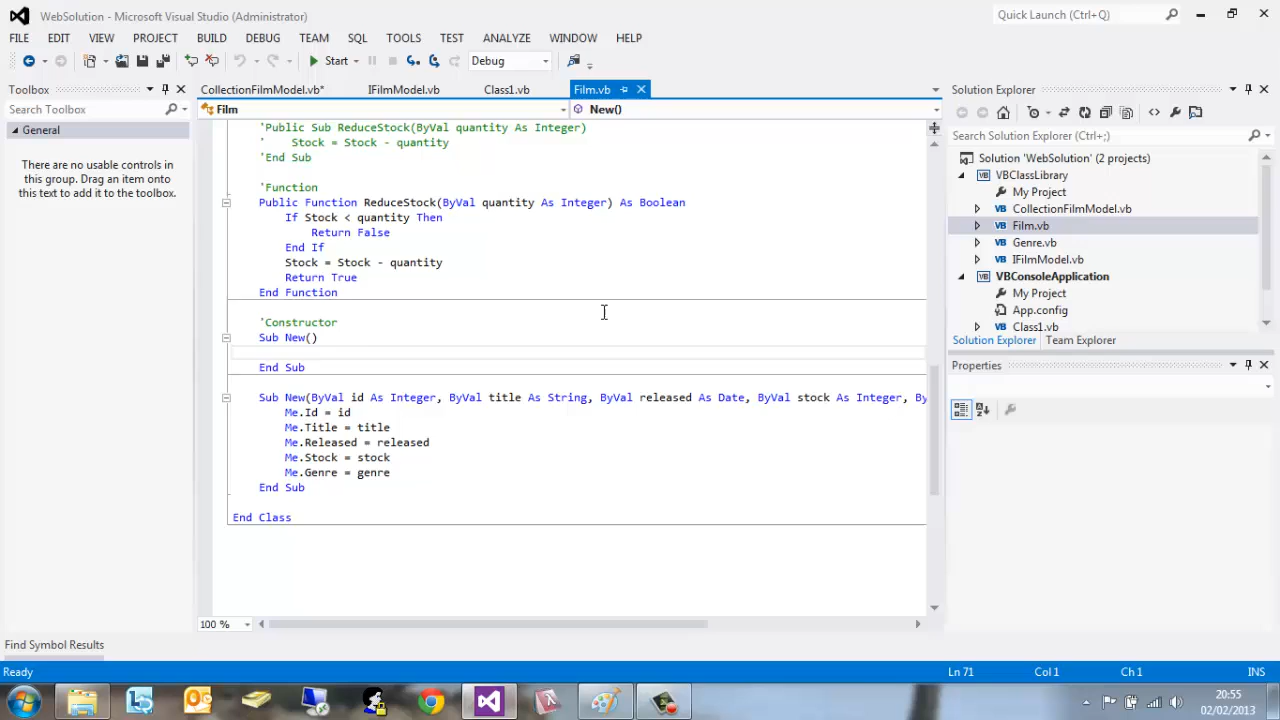 WebSolution - Microsoft Visual Studio (Administrator)
Quick Launch (Ctrl+Q)
FILE EDIT VIEW PROJECT BUILD DEBUG TEAM SQL TOOLS TEST ANALYZE WINDOW HELP
Start
Debug
Toolbox
Search Toolbox
General
There are no usable controls in
this group. Drag an item onto
this text to add it to the toolbox.
CollectionFilmModel.vb* IFilmModel.vb Class1.vb Film.vb
Film New()
'Public Sub ReduceStock(ByVal quantity As Integer)
' Stock = Stock - quantity
'End Sub
'Function
Public Function ReduceStock(ByVal quantity As Integer) As Boolean
If Stock < quantity Then
Return False
End If
Stock = Stock - quantity
Return True
End Function
'Constructor
Sub New()
End Sub
Sub New(ByVal id As Integer, ByVal title As String, ByVal released As Date, ByVal stock As Integer, By
Me.Id = id
Me.Title = title
Me.Released = released
Me.Stock = stock
Me.Genre = genre
End Sub
End Class
100 %
Solution Explorer
Search Solution Explorer (Ctrl+;)
Solution 'WebSolution' (2 projects)
VBClassLibrary
My Project
VB CollectionFilmModel.vb
VB Film.vb
VB Genre.vb
VB IFilmModel.vb
VBConsoleApplication
My Project
App.config
VB Class1.vb
Solution Explorer Team Explorer
Properties
Find Symbol Results
Ready
Ln 71 Col 1 Ch 1 INS
20:55
02/02/2013